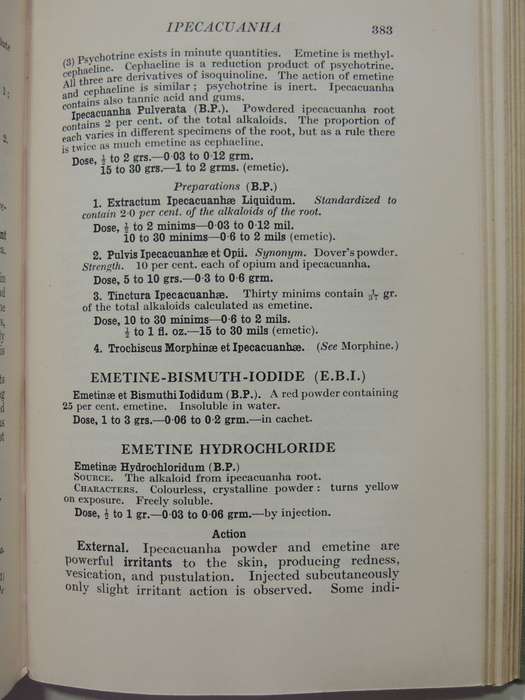 IPECACUANHA 383
(3) Psychotrine exists in minute quantities. Emetine is methyl-
cephaeline. Cephaeline is a reduction product of psychotrine.
All three are derivatives of isoquinoline. The action of emetine
and cephaeline is similar; psychotrine is inert. Ipecacuanha
contains also tannic acid and gums.
Ipecacuanha Pulverata (B.P.). Powdered ipecacuanha root
contains 2 per cent. of the total alkaloids. The proportion of
each varies in different specimens of the root, but as a rule there
is twice as much emetine as cephaeline.
Dose, ½ to 2 grs.—0·03 to 0·12 grm.
15 to 30 grs.—1 to 2 grms. (emetic).
Preparations (B.P.)
1. Extractum Ipecacuanhæ Liquidum. Standardized to
contain 2·0 per cent. of the alkaloids of the root.
Dose, ½ to 2 minims—0·03 to 0·12 mil.
10 to 30 minims—0·6 to 2 mils (emetic).
2. Pulvis Ipecacuanhæ et Opii. Synonym. Dover's powder.
Strength. 10 per cent. each of opium and ipecacuanha.
Dose, 5 to 10 grs.—0·3 to 0·6 grm.
3. Tinctura Ipecacuanhæ. Thirty minims contain gr.
of the total alkaloids calculated as emetine.
Dose, 10 to 30 minims—0·6 to 2 mils.
½ to 1 fl. oz.—15 to 30 mils (emetic).
4. Trochiscus Morphinæ et Ipecacuanhæ. (See Morphine.)
EMETINE-BISMUTH-IODIDE (E.B.I.)
Emetinæ et Bismuthi Iodidum (B.P.). A red powder containing
25 per cent. emetine. Insoluble in water.
Dose, 1 to 3 grs.—0·06 to 0·2 grm.—in cachet.
EMETINE HYDROCHLORIDE
Emetinæ Hydrochloridum (B.P.)
SOURCE. The alkaloid from ipecacuanha root.
CHARACTERS. Colourless, crystalline powder: turns yellow
on exposure. Freely soluble.
Dose, ½ to 1 gr.—0·03 to 0·06 grm.—by injection.
Action
External. Ipecacuanha powder and emetine are
powerful irritants to the skin, producing redness,
vesication, and pustulation. Injected subcutaneously
only slight irritant action is observed. Some indi-